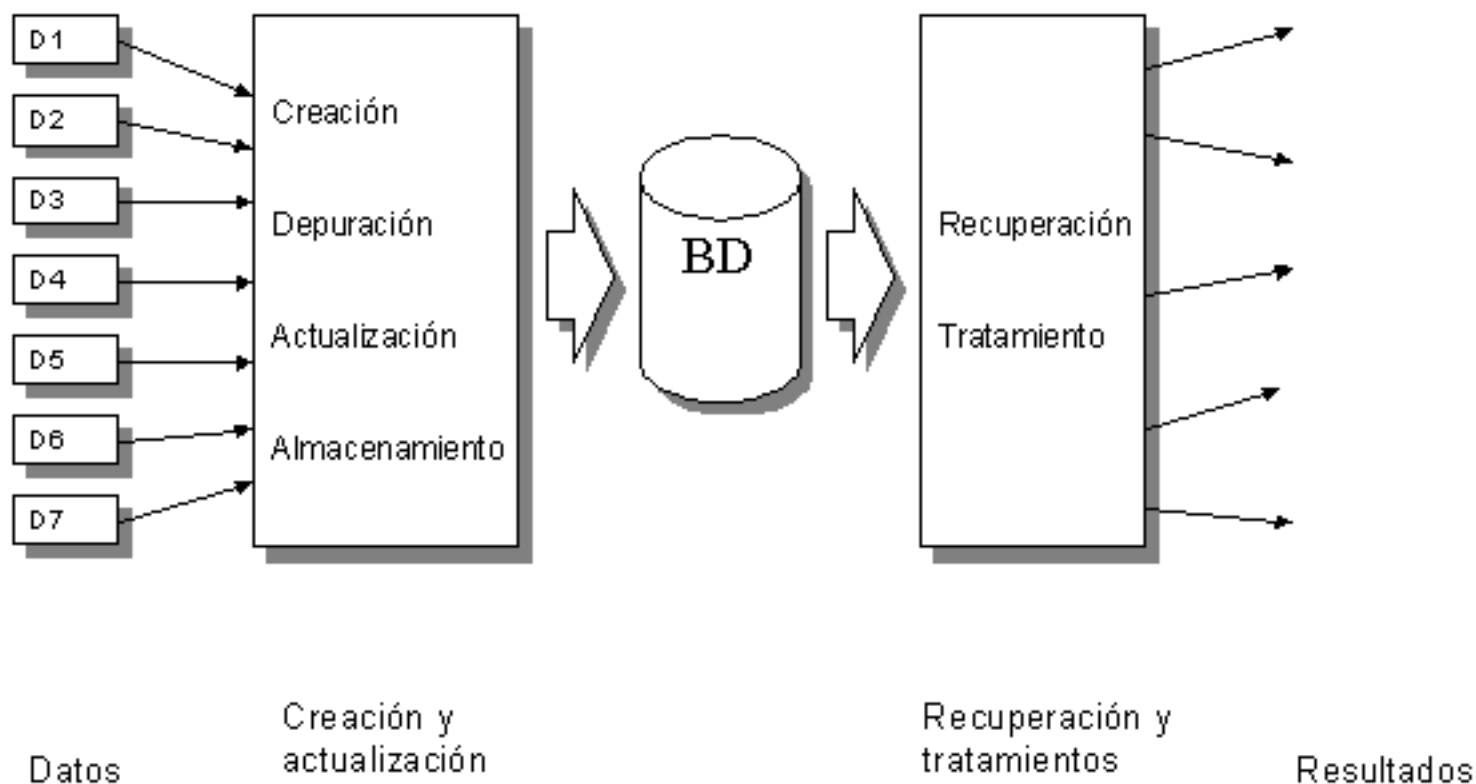 D1
D2
D3
D4
D5
D6
D7
Creación
Depuración
Actualización
Almacenamiento
BD
Recuperación
Tratamiento
Datos
Creación y
actualización
Recuperación y
tratamientos
Resultados